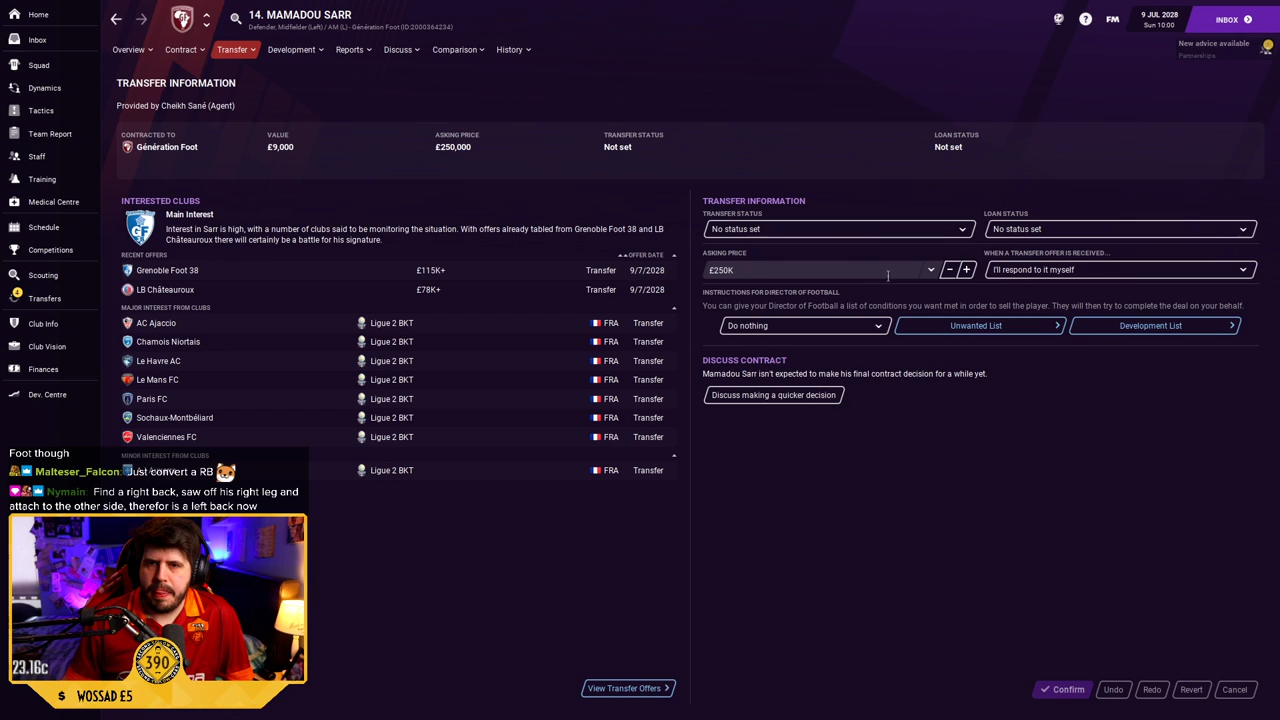 Home
Inbox
Squad
Dynamics
Tactics
Team Report
Staff
Training
Medical Centre
Schedule
Competitions
Scouting
4
Transfers
Club Info
Club Vision
Finances
Dev. Centre
14. MAMADOU SARR
Defender, Midfielder (Left) / AM (L) - Génération Foot (ID:2000364234)
?
FM
9 JUL 2028
Sun 10:00
INBOX
New advice available
Partnerships
Overview
Contract
Transfer
Development
Reports
Discuss
Comparison
History
TRANSFER INFORMATION
Provided by Cheikh Sané (Agent)
CONTRACTED TO
VALUE
ASKING PRICE
TRANSFER STATUS
LOAN STATUS
Génération Foot
£9,000
£250,000
Not set
Not set
INTERESTED CLUBS
Main Interest
Interest in Sarr is high, with a number of clubs said to be monitoring the situation. With offers already tabled from Grenoble Foot 38 and LB
Châteauroux there will certainly be a battle for his signature.
RECENT OFFERS
OFFER DATE
Grenoble Foot 38 £115K+ Transfer 9/7/2028
LB Châteauroux £78K+ Transfer 9/7/2028
MAJOR INTEREST FROM CLUBS
AC Ajaccio Ligue 2 BKT FRA Transfer
Chamois Niortais Ligue 2 BKT FRA Transfer
Le Havre AC Ligue 2 BKT FRA Transfer
Le Mans FC Ligue 2 BKT FRA Transfer
Paris FC Ligue 2 BKT FRA Transfer
Sochaux-Montbéliard Ligue 2 BKT FRA Transfer
Valenciennes FC Ligue 2 BKT FRA Transfer
MINOR INTEREST FROM CLUBS
Ligue 2 BKT FRA Transfer
View Transfer Offers
TRANSFER INFORMATION
TRANSFER STATUS
LOAN STATUS
No status set
No status set
ASKING PRICE
WHEN A TRANSFER OFFER IS RECEIVED...
£250K
I'll respond to it myself
INSTRUCTIONS FOR DIRECTOR OF FOOTBALL
You can give your Director of Football a list of conditions you want met in order to sell the player. They will then try to complete the deal on your behalf.
Do nothing
Unwanted List
Development List
DISCUSS CONTRACT
Mamadou Sarr isn't expected to make his final contract decision for a while yet.
Discuss making a quicker decision
Confirm
Undo
Redo
Revert
Cancel
Foot though
Malteser_Falcon: Just convert a RB
Nymain: Find a right back, saw off his right leg and
attach to the other side, therefor is a left back now
23.16c
390
$ WOSSAD £5